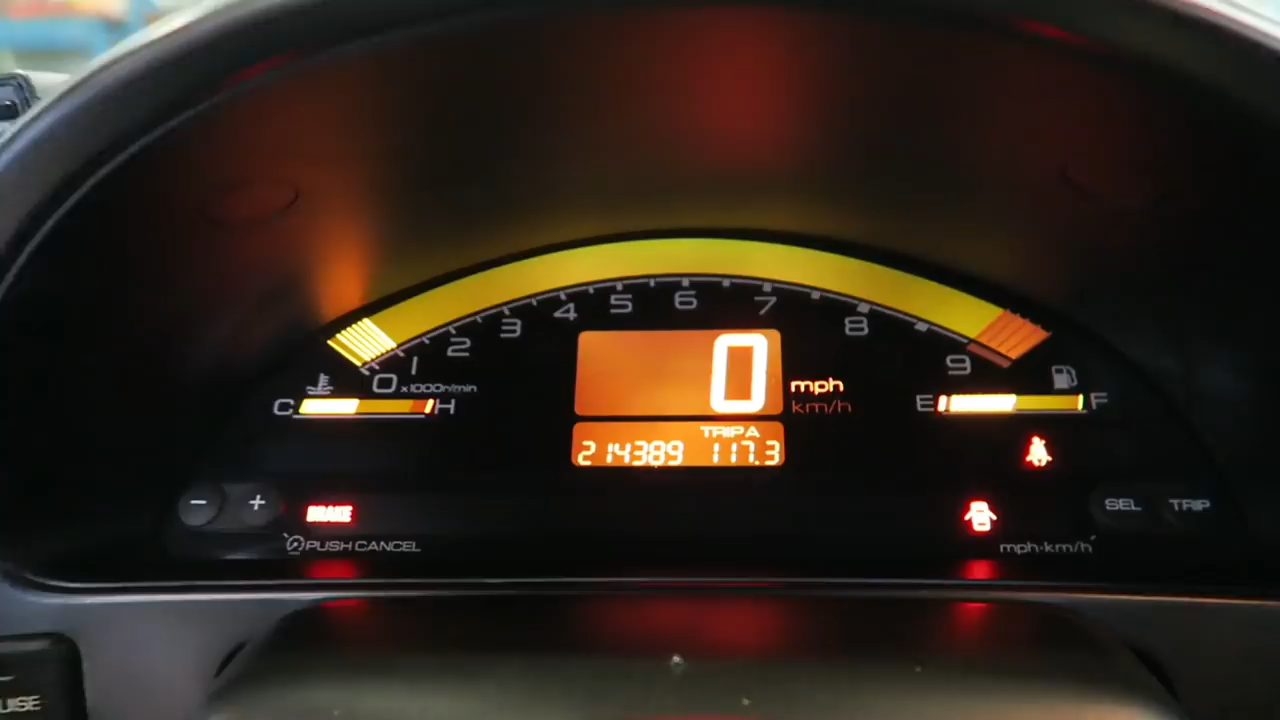 0 1 2 3 4 5 6 7 8 9
x1000r/min
C H
0
mph
km/h
E F
TRIP A
214389 117.3
- +
BRAKE
SEL TRIP
PUSH CANCEL
mph·km/h